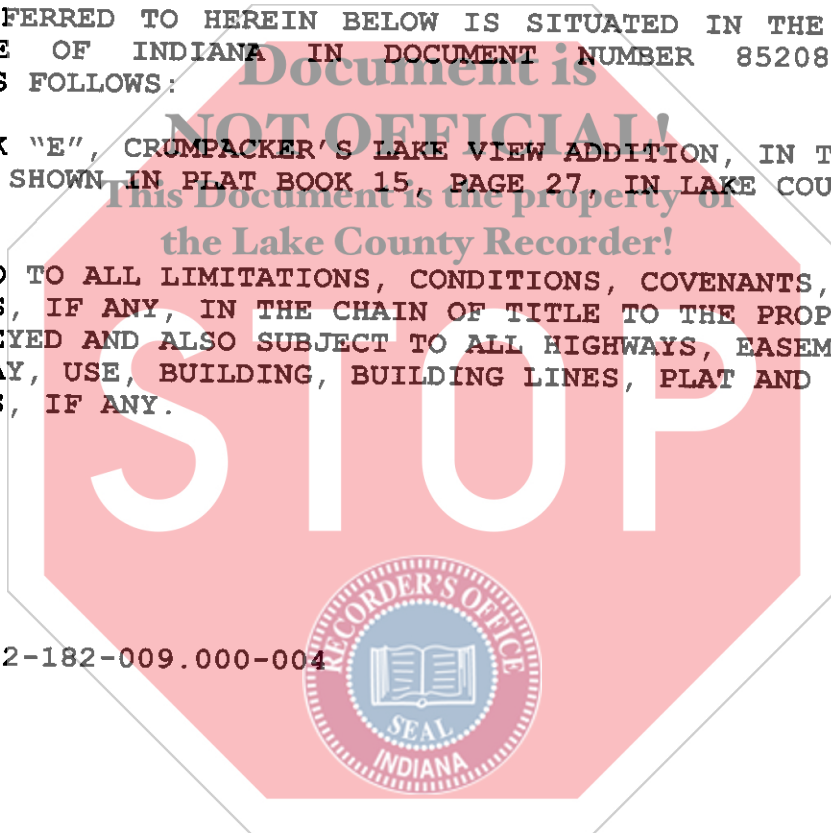 FERRED TO HEREIN BELOW IS SITUATED IN THE
E OF INDIANA IN DOCUMENT NUMBER 85208
Document is
S FOLLOWS:
NOT OFFICIAL!
K "E", CRUMPACKER'S LAKE VIEW ADDITION, IN T
SHOWN IN PLAT BOOK 15, PAGE 27, IN LAKE COU
This Document is the property of
the Lake County Recorder!
D TO ALL LIMITATIONS, CONDITIONS, COVENANTS,
S, IF ANY, IN THE CHAIN OF TITLE TO THE PROP
EYED AND ALSO SUBJECT TO ALL HIGHWAYS, EASEM
AY, USE, BUILDING, BUILDING LINES, PLAT AND
S, IF ANY.
STOP
RECORDER'S OFFICE
2-182-009.000-004
SEAL
INDIANA